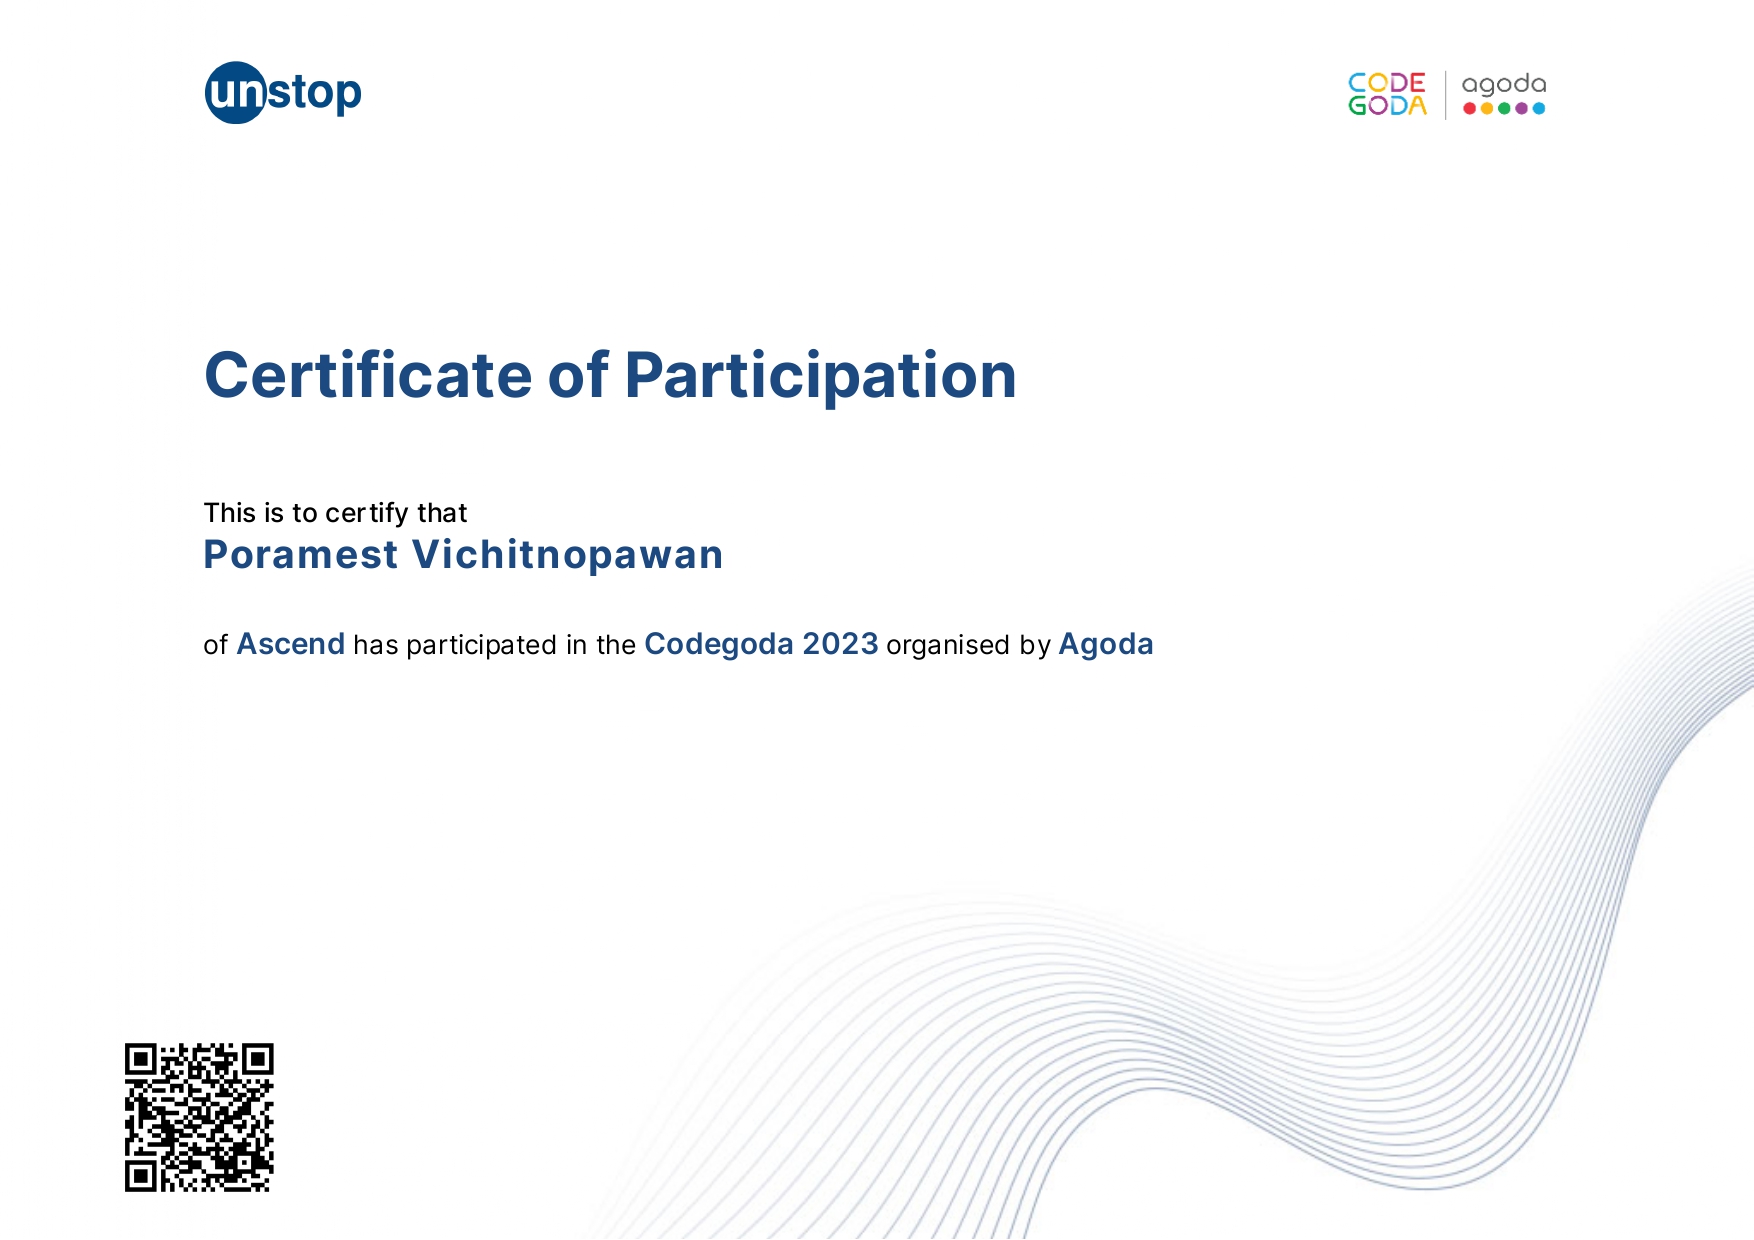 unstop
CODE
GODA
agoda
Certificate of Participation
This is to certify that
Poramest Vichitnopawan
of Ascend has participated in the Codegoda 2023 organised by Agoda